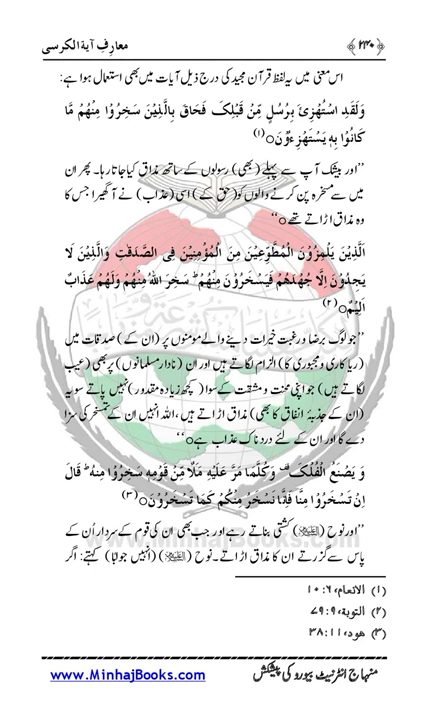 ﴿۲۴۰﴾ معارفِ آیۃ الکرسی
اس معنی میں یہ لفظ قرآن مجید کی درج ذیل آیات میں بھی استعمال ہوا ہے:
وَلَقَدِ اسْتُهْزِئَ بِرُسُلٍ مِّنْ قَبْلِکَ فَحَاقَ بِالَّذِیْنَ سَخِرُوْا مِنْهُمْ مَّا
کَانُوْا بِهٖ یَسْتَهْزِءُوْنَo(۱)
’’اور بیشک آپ سے پہلے (بھی) رسولوں کے ساتھ مذاق کیا جاتا رہا۔ پھر ان
میں سے مسخرہ پن کرنے والوں کو (حق کے) اسی (عذاب) نے آ گھیرا جس کا
وہ مذاق اڑاتے تھےo‘‘
اَلَّذِیْنَ یَلْمِزُوْنَ الْمُطَّوِّعِیْنَ مِنَ الْمُؤْمِنِیْنَ فِی الصَّدَقٰتِ وَالَّذِیْنَ لَا
یَجِدُوْنَ اِلَّا جُهْدَهُمْ فَیَسْخَرُوْنَ مِنْهُمْ ؕ سَخِرَ اللهُ مِنْهُمْ وَلَهُمْ عَذَابٌ
اَلِیْمٌo(۲)
’’جو لوگ برضا و رغبت خیرات دینے والے مومنوں پر (ان کے) صدقات میں
(ریاکاری و مجبوری کا) الزام لگاتے ہیں اور ان (نادار مسلمانوں) پر بھی (عیب
لگاتے ہیں) جو اپنی محنت و مشقت کے سوا (کچھ زیادہ مقدور) نہیں پاتے سو یہ
(ان کے جذبۂ انفاق کا بھی) مذاق اڑاتے ہیں، اللہ انہیں ان کے تمسخر کی سزا
دے گا اور ان کے لئے دردناک عذاب ہےo‘‘
وَ یَصْنَعُ الْفُلْکَ ۟ وَکُلَّمَا مَرَّ عَلَیْهِ مَلَاٌ مِّنْ قَوْمِهٖ سَخِرُوْا مِنْهُ ؕ قَالَ
اِنْ تَسْخَرُوْا مِنَّا فَاِنَّا نَسْخَرُ مِنْکُمْ کَمَا تَسْخَرُوْنَo(۳)
’’اور نوح (علیہ السلام) کشتی بناتے رہے اور جب بھی ان کی قوم کے سردار اُن کے
پاس سے گزرتے ان کا مذاق اڑاتے۔ نوح (علیہ السلام) (انہیں جوابًا) کہتے: اگر
(۱) الانعام، ۶: ۱۰
(۲) التوبۃ، ۹: ۷۹
(۳) ھود، ۱۱: ۳۸
منہاج انٹرنیٹ بیورو کی پیشکش www.MinhajBooks.com